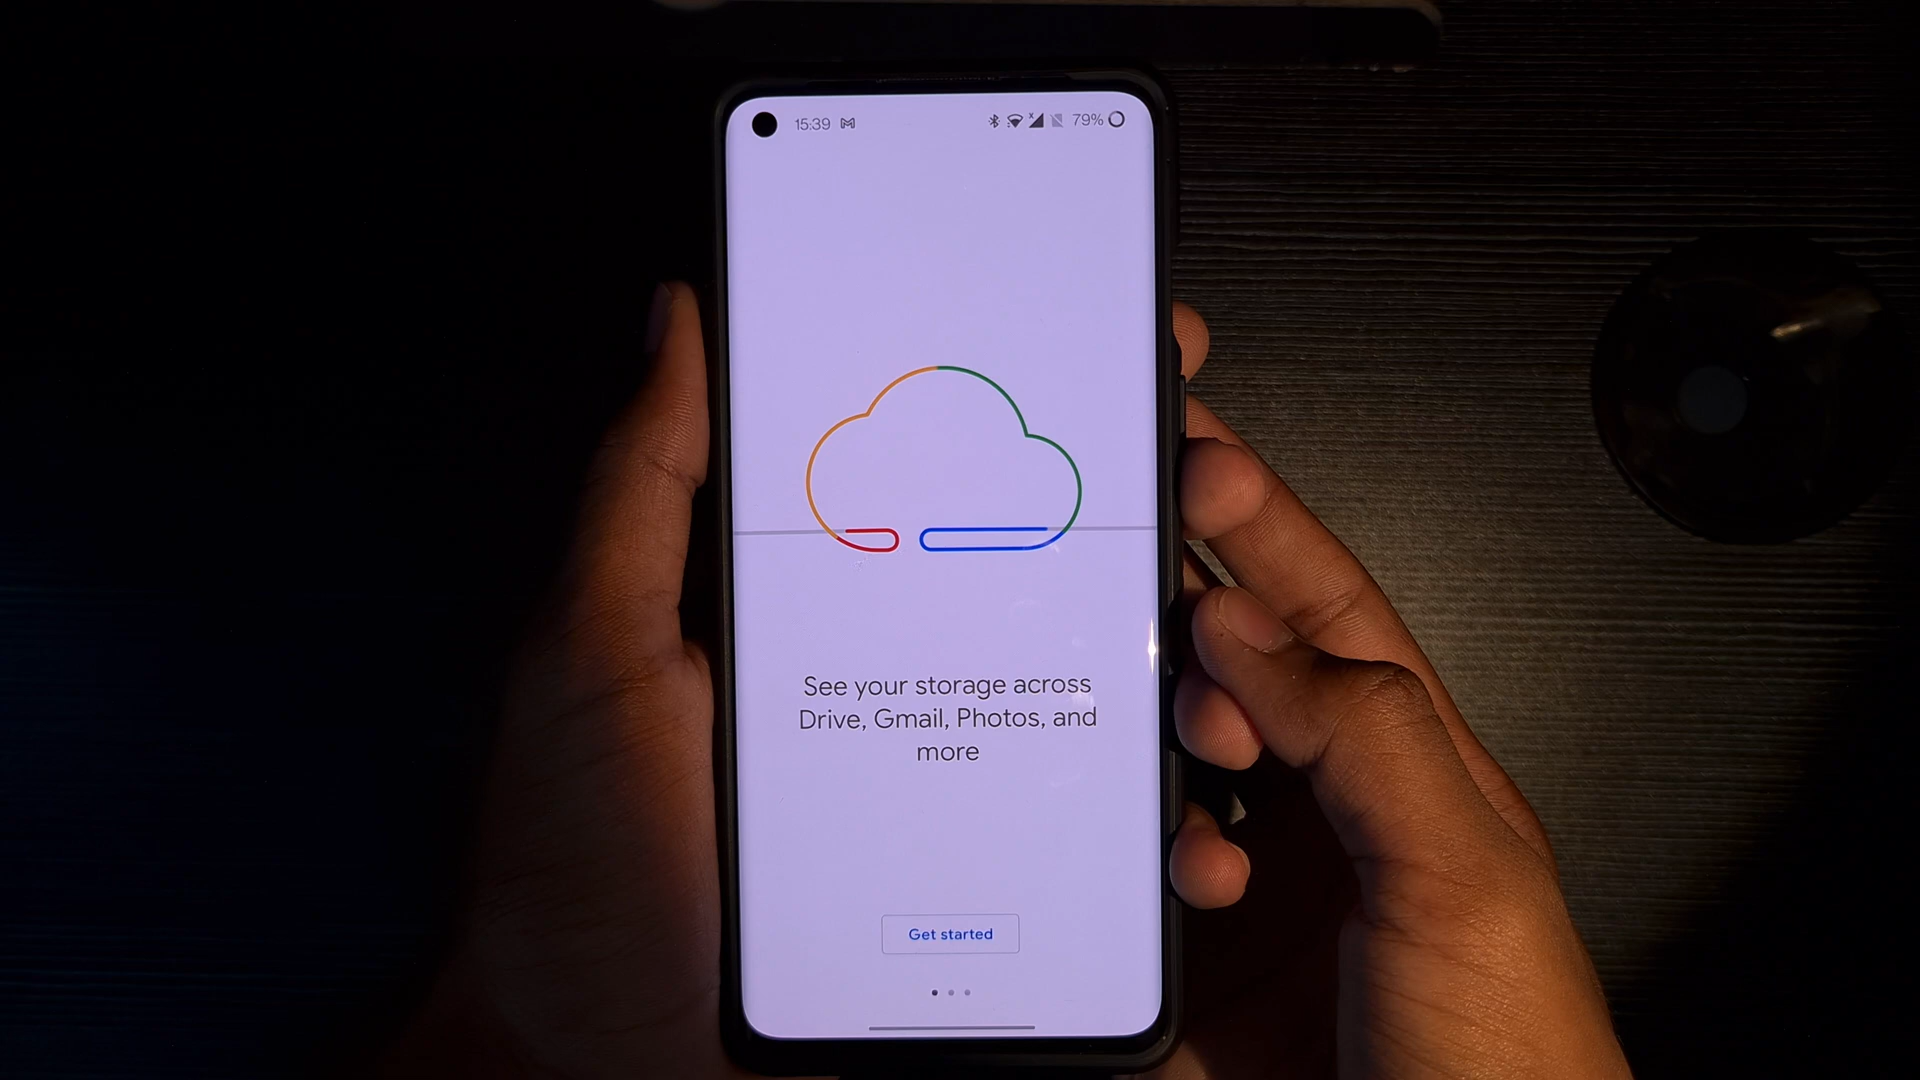 15:39 79%
See your storage across
Drive, Gmail, Photos, and
more
Get started